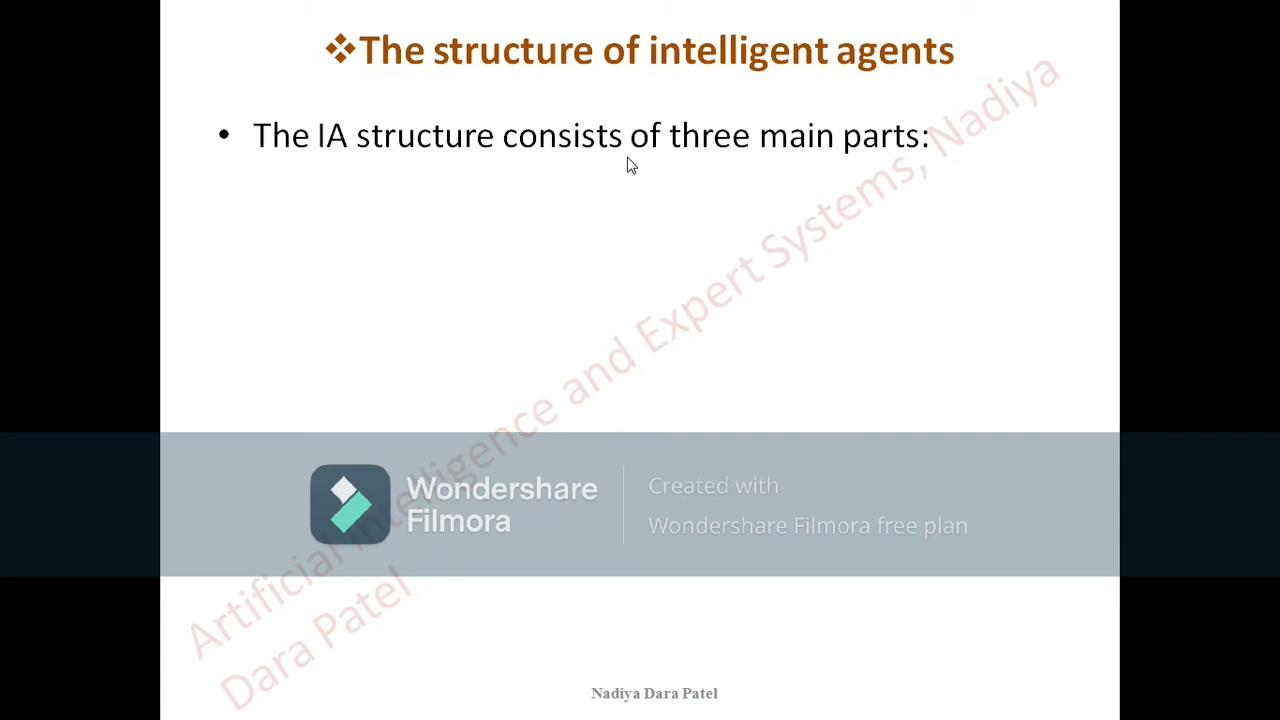 ❖The structure of intelligent agents
• The IA structure consists of three main parts:
Artificial Intelligence and Expert Systems, Nadiya
Dara Patel
Wondershare
Filmora
Created with
Wondershare Filmora free plan
Nadiya Dara Patel